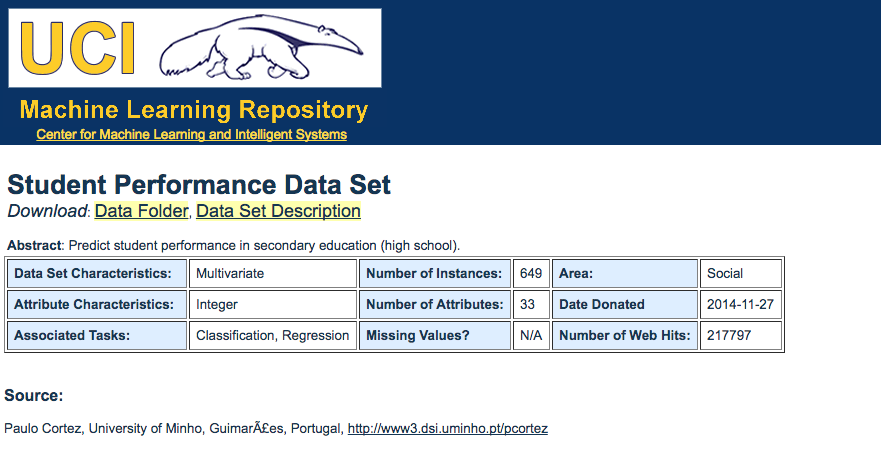 UCI
Machine Learning Repository
Center for Machine Learning and Intelligent Systems
Student Performance Data Set
Download: Data Folder, Data Set Description
Abstract: Predict student performance in secondary education (high school).
Data Set Characteristics: Multivariate Number of Instances: 649 Area: Social
Attribute Characteristics: Integer Number of Attributes: 33 Date Donated 2014-11-27
Associated Tasks: Classification, Regression Missing Values? N/A Number of Web Hits: 217797
Source:
Paulo Cortez, University of Minho, GuimarÃ£es, Portugal, http://www3.dsi.uminho.pt/pcortez